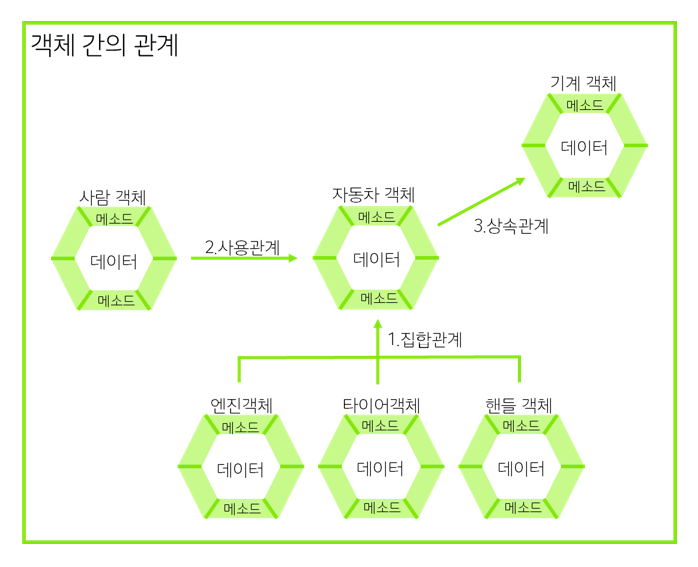 객체 간의 관계
기계 객체
메소드
데이터
메소드
사람 객체
메소드
데이터
메소드
2.사용관계
자동차 객체
메소드
데이터
메소드
3.상속관계
1.집합관계
엔진객체
메소드
데이터
메소드
타이어객체
메소드
데이터
메소드
핸들 객체
메소드
데이터
메소드